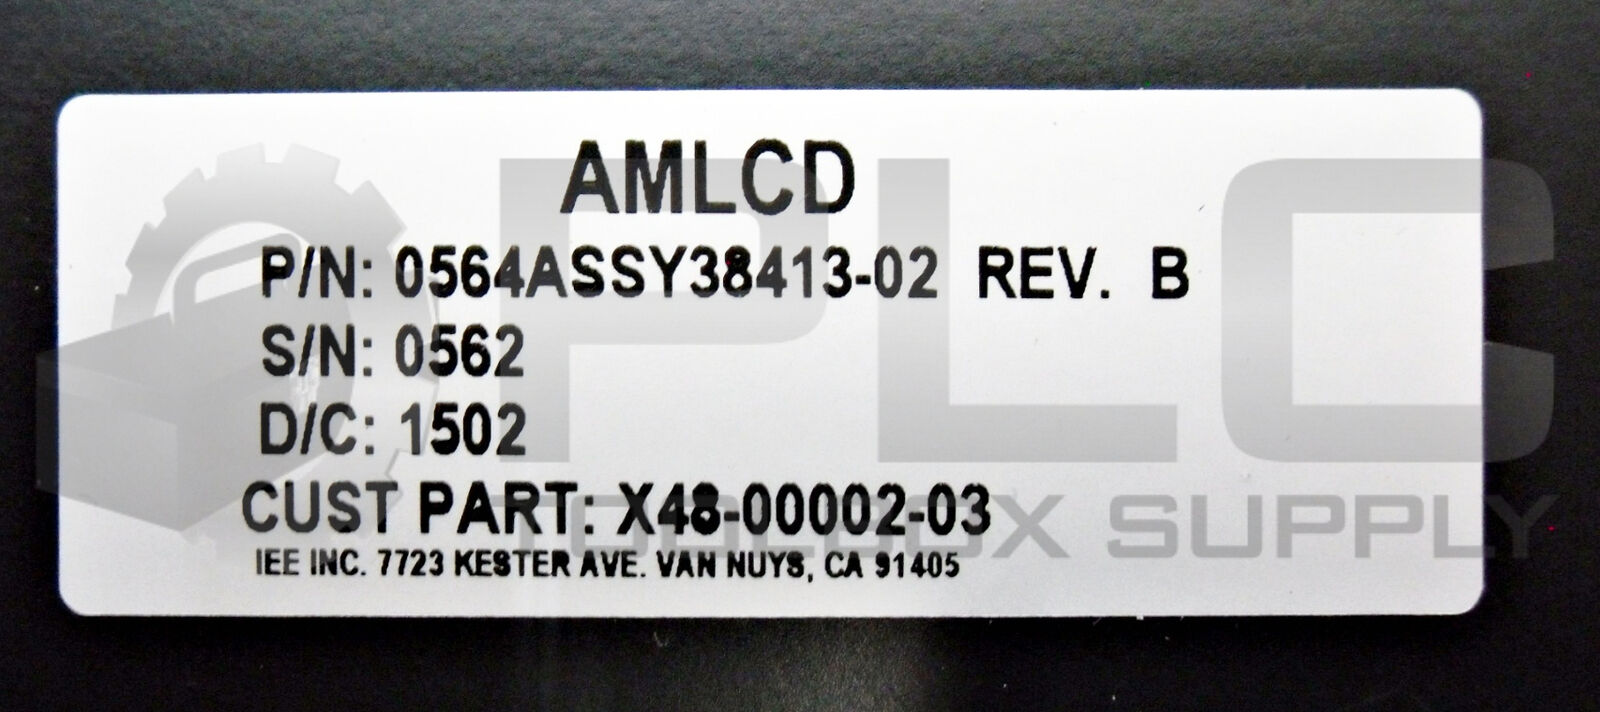 AMLCD
P/N: 0564ASSY38413-02 REV. B
S/N: 0562
D/C: 1502
CUST PART: X48-00002-03
IEE INC. 7723 KESTER AVE. VAN NUYS, CA 91405
PLC
TOOLBOX SUPPLY